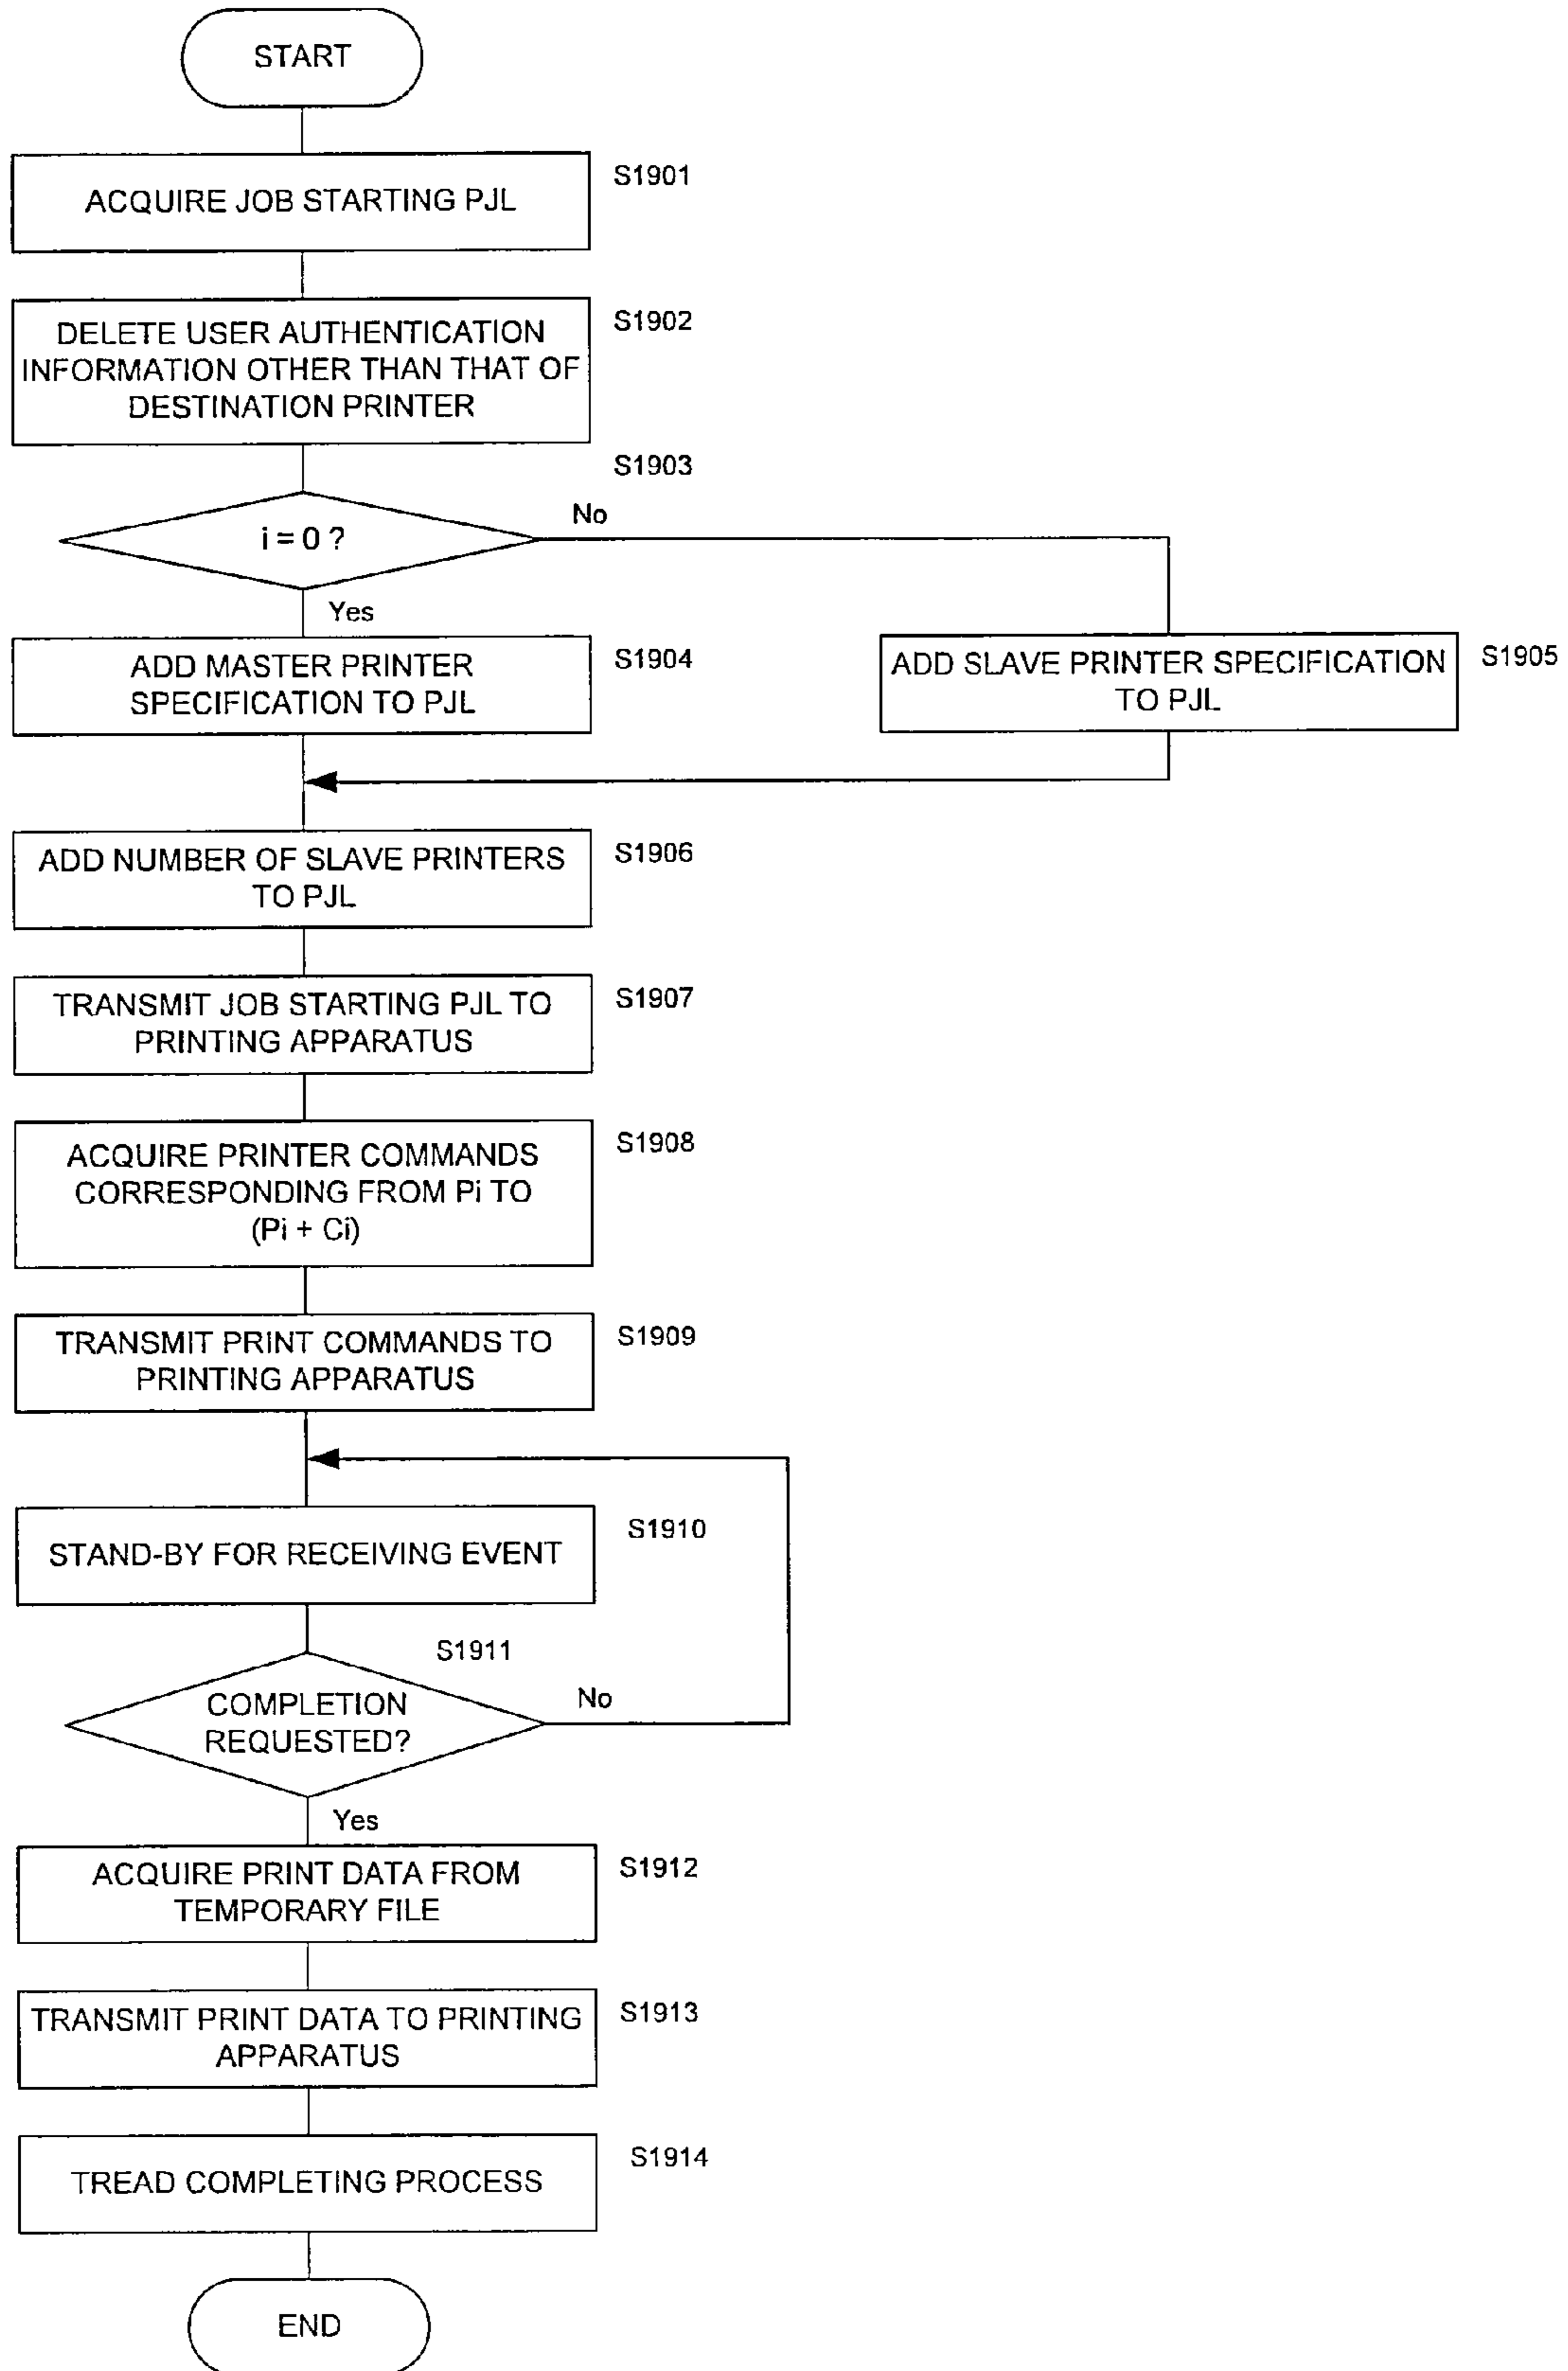 START
ACQUIRE JOB STARTING PJL
S1901
DELETE USER AUTHENTICATION
INFORMATION OTHER THAN THAT OF
DESTINATION PRINTER
S1902
S1903
i = 0 ?
No
Yes
ADD MASTER PRINTER
SPECIFICATION TO PJL
S1904
ADD SLAVE PRINTER SPECIFICATION
TO PJL
S1905
ADD NUMBER OF SLAVE PRINTERS
TO PJL
S1906
TRANSMIT JOB STARTING PJL TO
PRINTING APPARATUS
S1907
ACQUIRE PRINTER COMMANDS
CORRESPONDING FROM Pi TO
(Pi + Ci)
S1908
TRANSMIT PRINT COMMANDS TO
PRINTING APPARATUS
S1909
STAND-BY FOR RECEIVING EVENT
S1910
S1911
COMPLETION
REQUESTED?
No
Yes
ACQUIRE PRINT DATA FROM
TEMPORARY FILE
S1912
TRANSMIT PRINT DATA TO PRINTING
APPARATUS
S1913
TREAD COMPLETING PROCESS
S1914
END